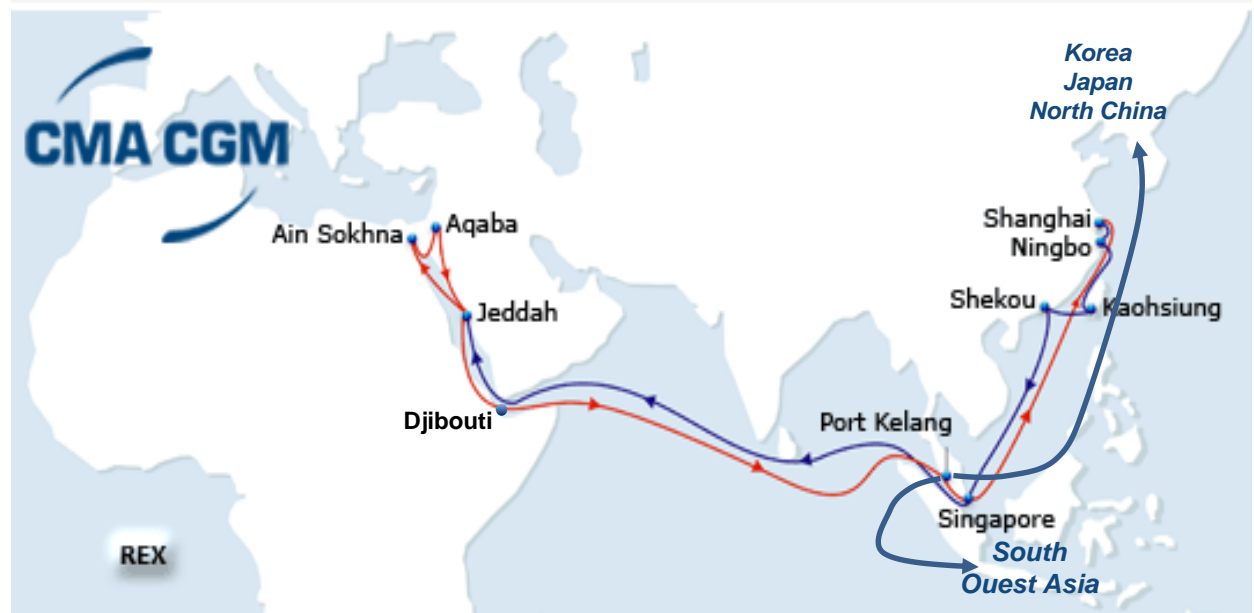 Korea
Japan
North China
CMA CGM
Shanghai
Ain Sokhna
Aqaba
Ningbo
Shekou
Kaohsiung
Jeddah
Djibouti
Port Kelang
Singapore
REX
South
Ouest Asia